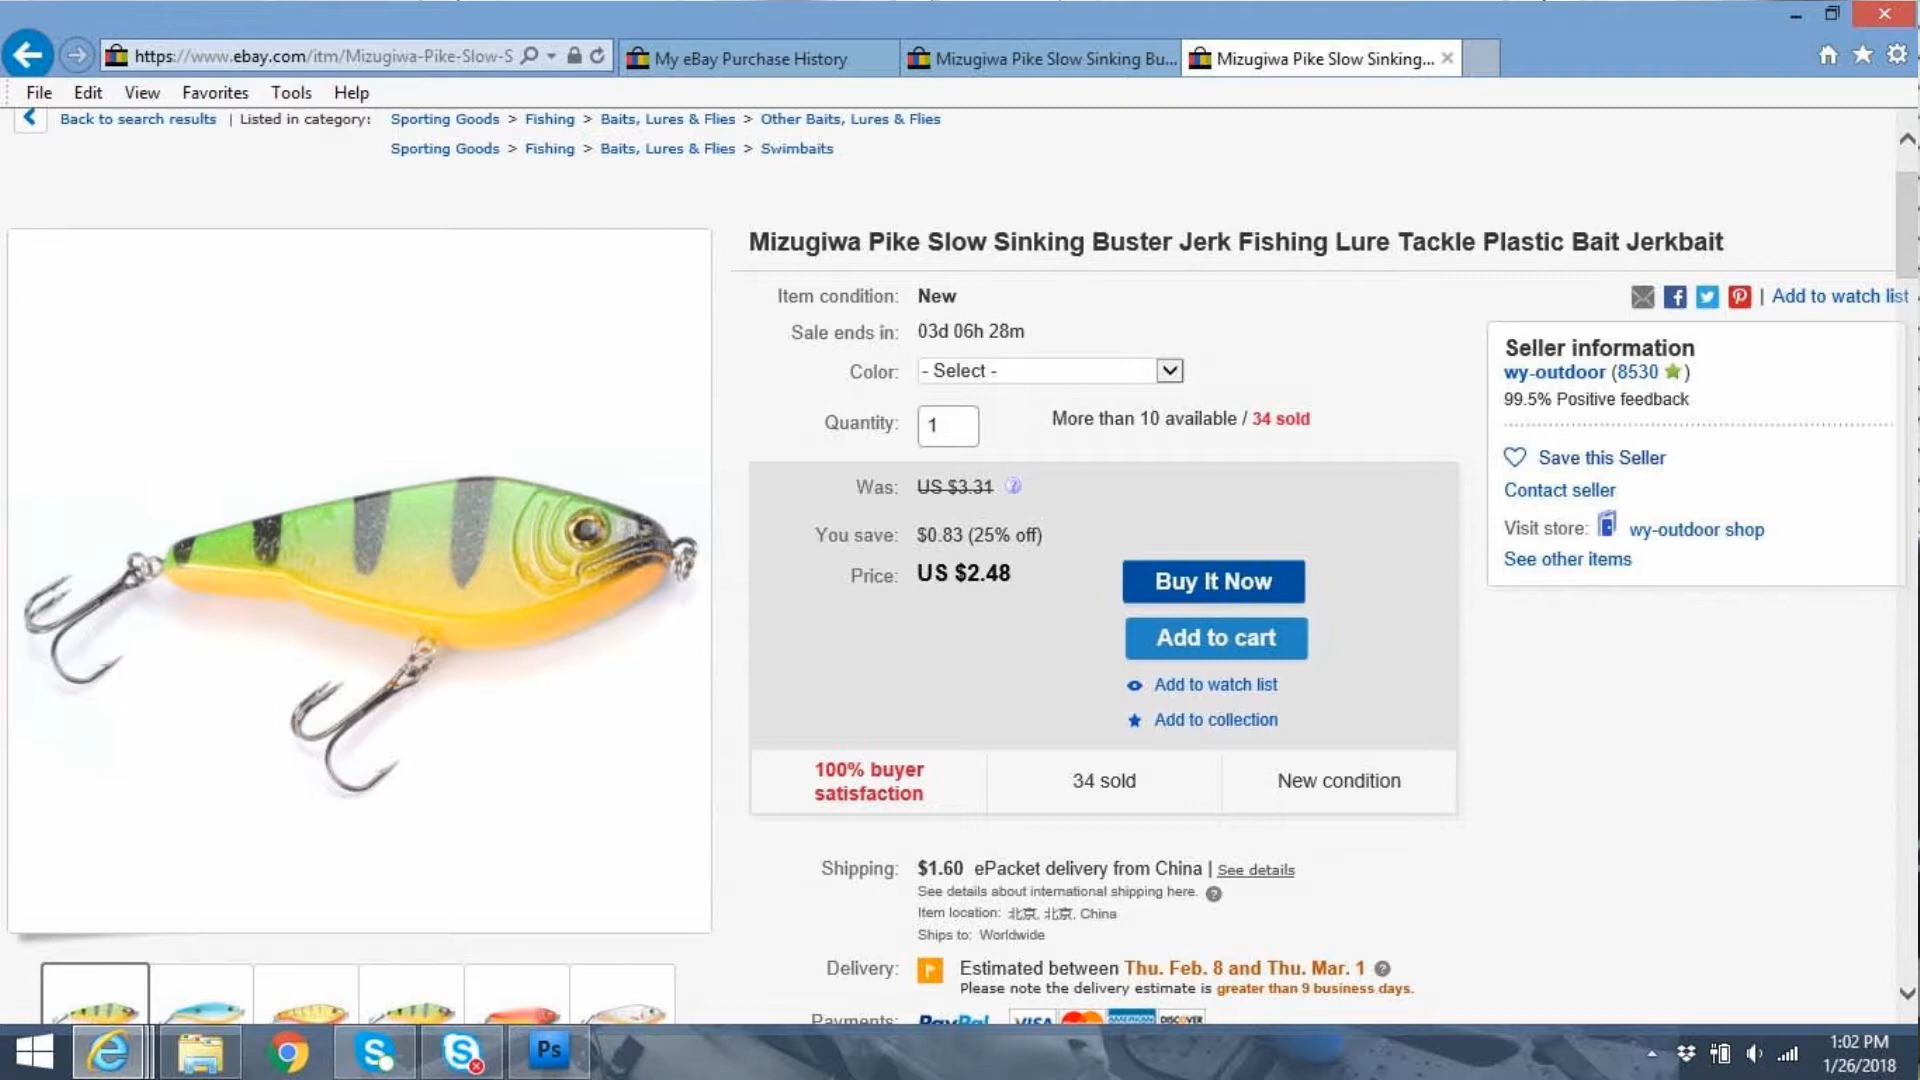 https://www.ebay.com/itm/Mizugiwa-Pike-Slow-S
My eBay Purchase History
Mizugiwa Pike Slow Sinking Bu...
Mizugiwa Pike Slow Sinking...
File Edit View Favorites Tools Help
Back to search results | Listed in category: Sporting Goods > Fishing > Baits, Lures & Flies > Other Baits, Lures & Flies
Sporting Goods > Fishing > Baits, Lures & Flies > Swimbaits
Mizugiwa Pike Slow Sinking Buster Jerk Fishing Lure Tackle Plastic Bait Jerkbait
Item condition: New
| Add to watch list
Sale ends in: 03d 06h 28m
Color: - Select -
Quantity: 1
More than 10 available / 34 sold
Was: US $3.31
You save: $0.83 (25% off)
Price: US $2.48
Buy It Now
Add to cart
Add to watch list
Add to collection
100% buyer
satisfaction
34 sold
New condition
Seller information
wy-outdoor (8530)
99.5% Positive feedback
Save this Seller
Contact seller
Visit store: wy-outdoor shop
See other items
Shipping: $1.60 ePacket delivery from China | See details
See details about international shipping here.
Item location: 北京, 北京, China
Ships to: Worldwide
Delivery: Estimated between Thu. Feb. 8 and Thu. Mar. 1
Please note the delivery estimate is greater than 9 business days.
Payments: PayPal VISA AMERICAN DISCOVER
Ps
1:02 PM
1/26/2018